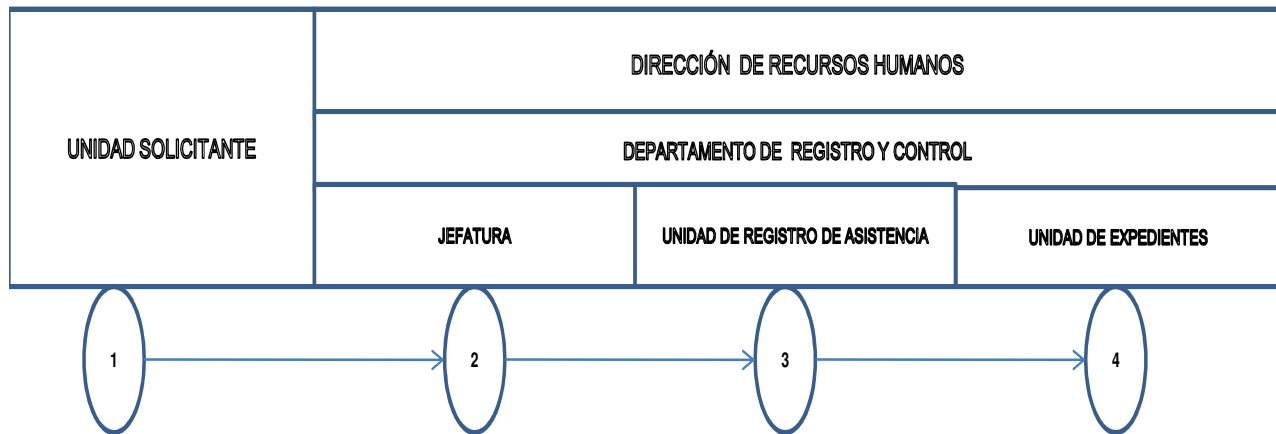 DIRECCIÓN DE RECURSOS HUMANOS
UNIDAD SOLICITANTE
DEPARTAMENTO DE REGISTRO Y CONTROL
JEFATURA
UNIDAD DE REGISTRO DE ASISTENCIA
UNIDAD DE EXPEDIENTES
1
2
3
4